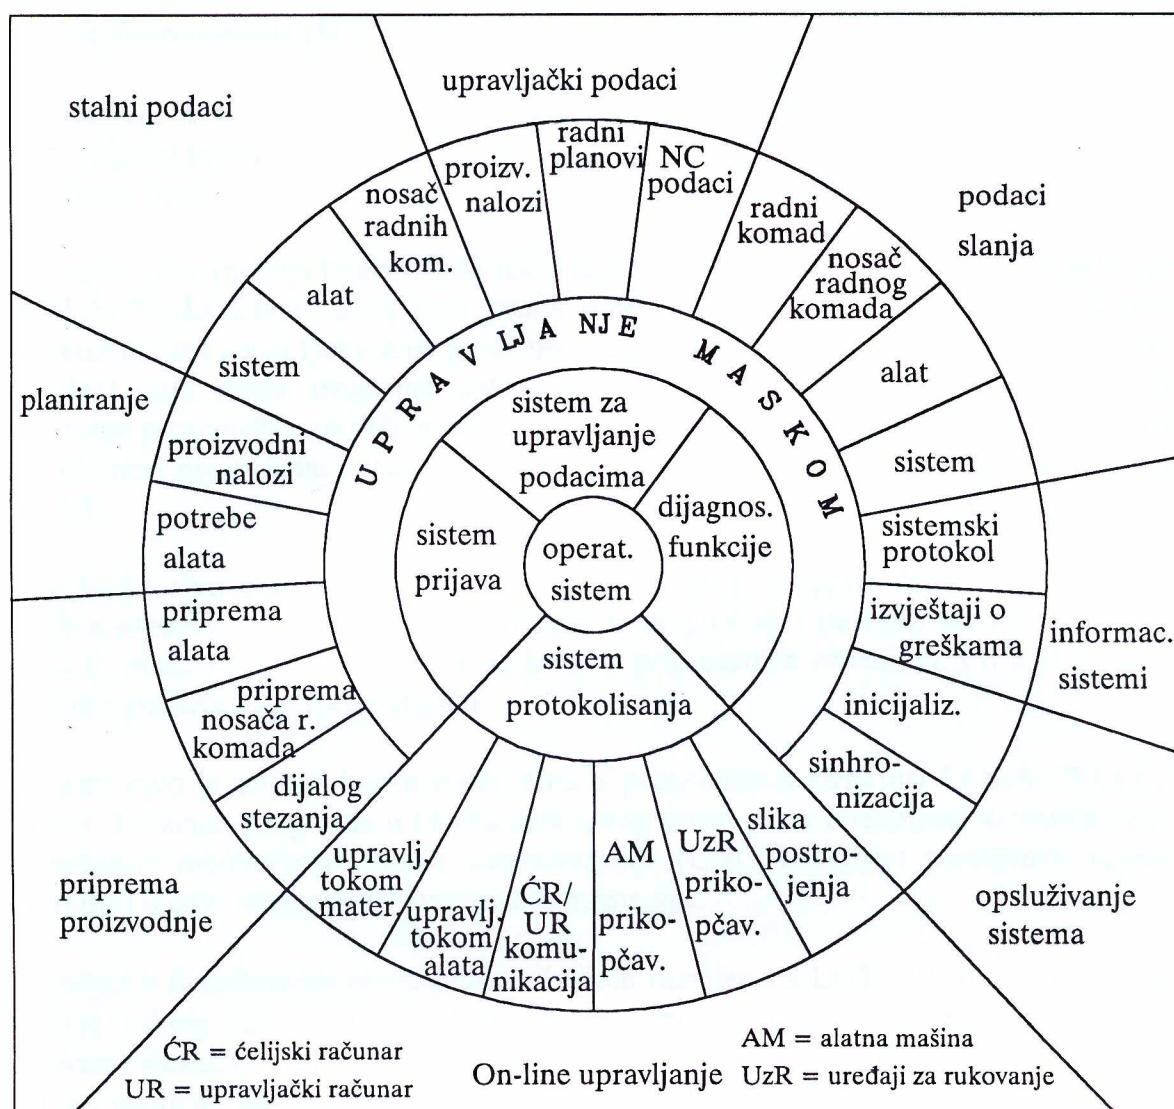 stalni podaci
upravljački podaci
podaci
slanja
nosač
radnih
kom.
proizv.
nalozi
radni
planovi
NC
podaci
radni
komad
nosač
radnog
komada
alat
sistem
alat
sistem
planiranje
proizvodni
nalozi
potrebe
alata
UPRAVLJANJE MASKOM
sistem za
upravljanje
podacima
sistem
prijava
operat.
sistem
dijagnos.
funkcije
sistem
protokolisanja
sistemski
protokol
izvještaji o
greškama
inicijaliz.
sinhro-
nizacija
informac.
sistemi
priprema
alata
priprema
nosača r.
komada
dijalog
stezanja
priprema
proizvodnje
upravlj.
tokom
mater.
upravlj.
tokom
alata
ĆR/
UR
komu-
nikacija
AM
priko-
pčav.
UzR
priko-
pčav.
slika
postro-
jenja
opsluživanje
sistema
ĆR = ćelijski računar
UR = upravljački računar
On-line upravljanje
AM = alatna mašina
UzR = uređaji za rukovanje